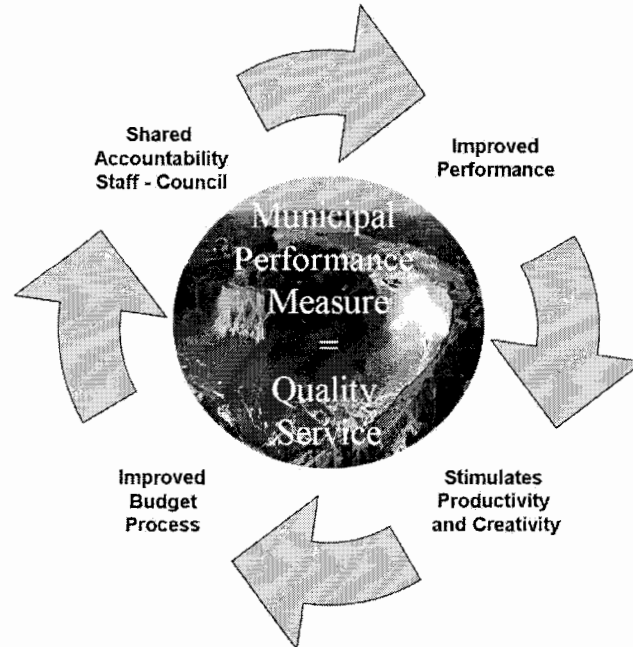 Shared
Accountability
Staff - Council
Improved
Performance
Municipal
Performance
Measure
=
Quality
Service
Improved
Budget
Process
Stimulates
Productivity
and Creativity